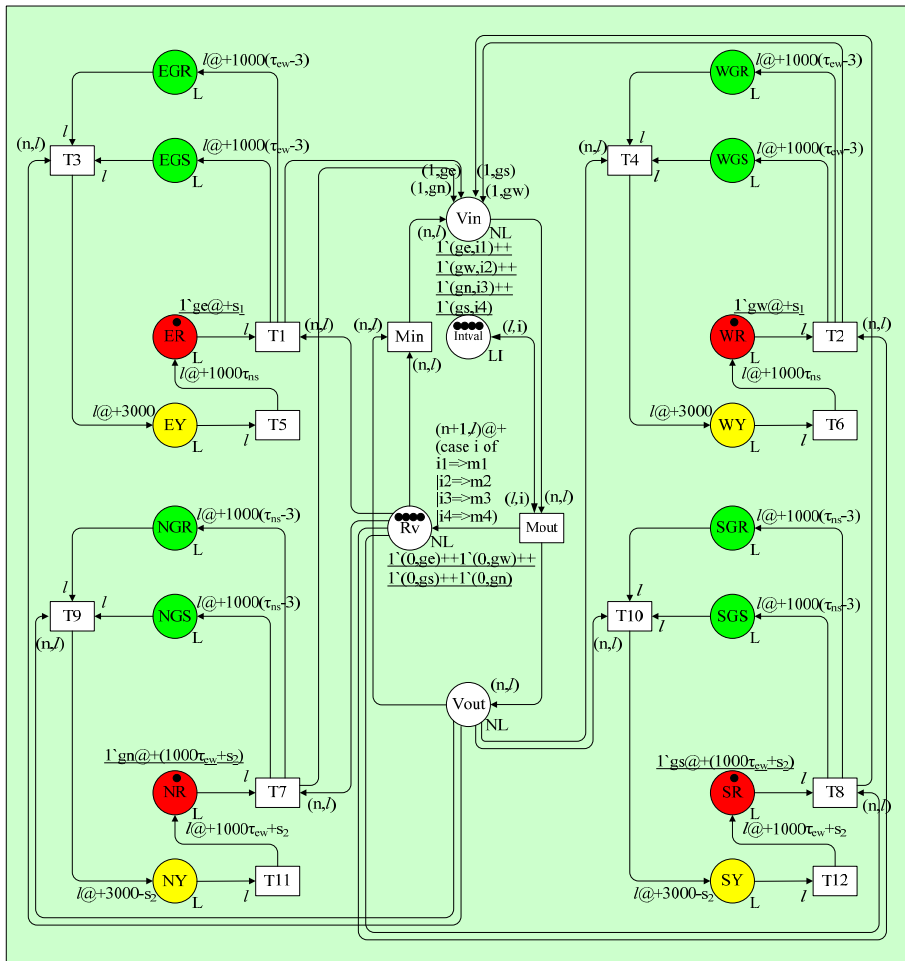 l@+1000(τew-3)
EGR
L
(n,l)
l
T3
l@+1000(τew-3)
EGS
L
l
1`ge@+s1
ER
L
l
T1
(n,l)
l@+1000τns
l@+3000
EY
L
l
T5
l@+1000(τew-3)
WGR
L
(n,l)
l
T4
l@+1000(τew-3)
WGS
L
l
1`gw@+s1
WR
L
l
T2
(n,l)
l@+1000τns
l@+3000
WY
L
l
T6
(1,ge)
(1,gn)
(1,gs)
(1,gw)
Vin
NL
(n,l)
1`(ge,i1)++
1`(gw,i2)++
1`(gn,i3)++
1`(gs,i4)
(n,l)
Min
Intval
LI
(l,i)
(n,l)
(n+1,l)@+
(case i of
i1=>m1
|i2=>m2
|i3=>m3
|i4=>m4)
(l,i)
(n,l)
Rv
NL
Mout
1`(0,ge)++1`(0,gw)++
1`(0,gs)++1`(0,gn)
(n,l)
Vout
NL
l@+1000(τns-3)
NGR
L
l
T9
(n,l)
l@+1000(τns-3)
NGS
L
l
1`gn@+(1000τew+s2)
NR
L
l
T7
(n,l)
l@+1000τew+s2
NY
l@+3000-s2
L
l
T11
l@+1000(τns-3)
SGR
L
l
T10
(n,l)
l@+1000(τns-3)
SGS
L
l
1`gs@+(1000τew+s2)
SR
L
l
T8
(n,l)
l@+1000τew+s2
SY
l@+3000-s2
L
l
T12